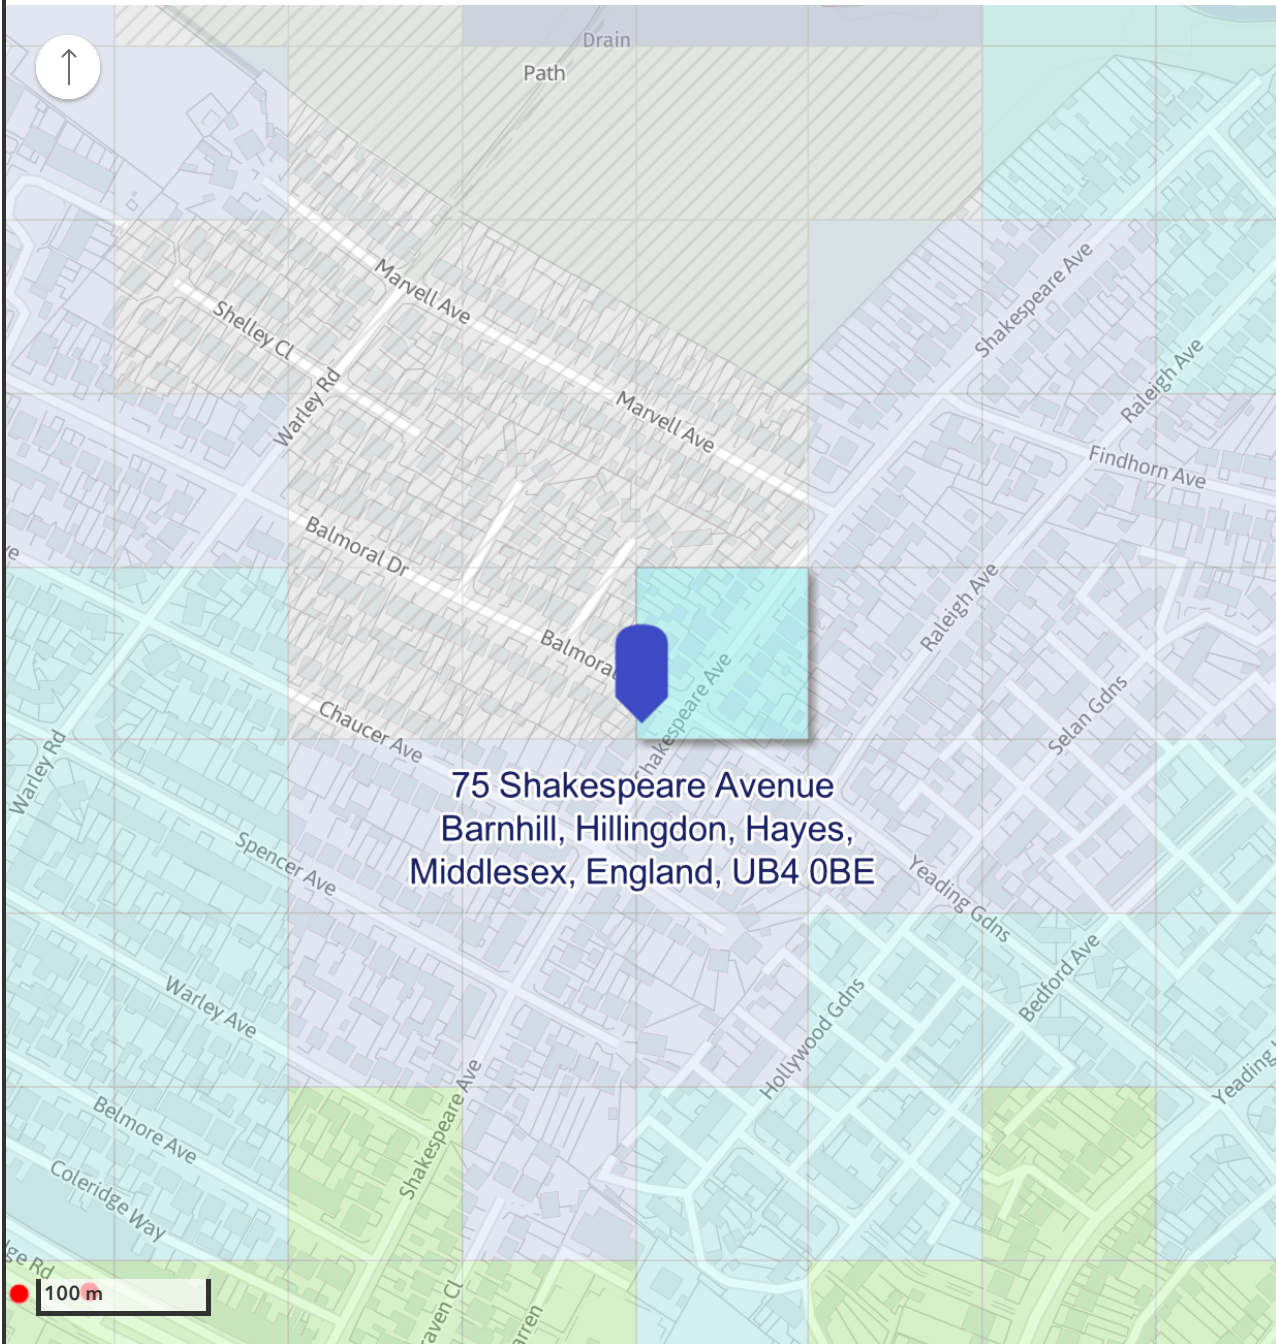 Drain
Path
Marvell Ave
Shelley Cl
Shakespeare Ave
Raleigh Ave
Warley Rd
Marvell Ave
Findhorn Ave
Balmoral Dr
Raleigh Ave
Balmoral
Shakespeare Ave
Selan Gdns
Chaucer Ave
Warley Rd
75 Shakespeare Avenue
Barnhill, Hillingdon, Hayes,
Middlesex, England, UB4 0BE
Spencer Ave
Yeading Gdns
Bedford Ave
Warley Ave
Hollywood Gdns
Shakespeare Ave
Yeading
Belmore Ave
Coleridge Way
100 m